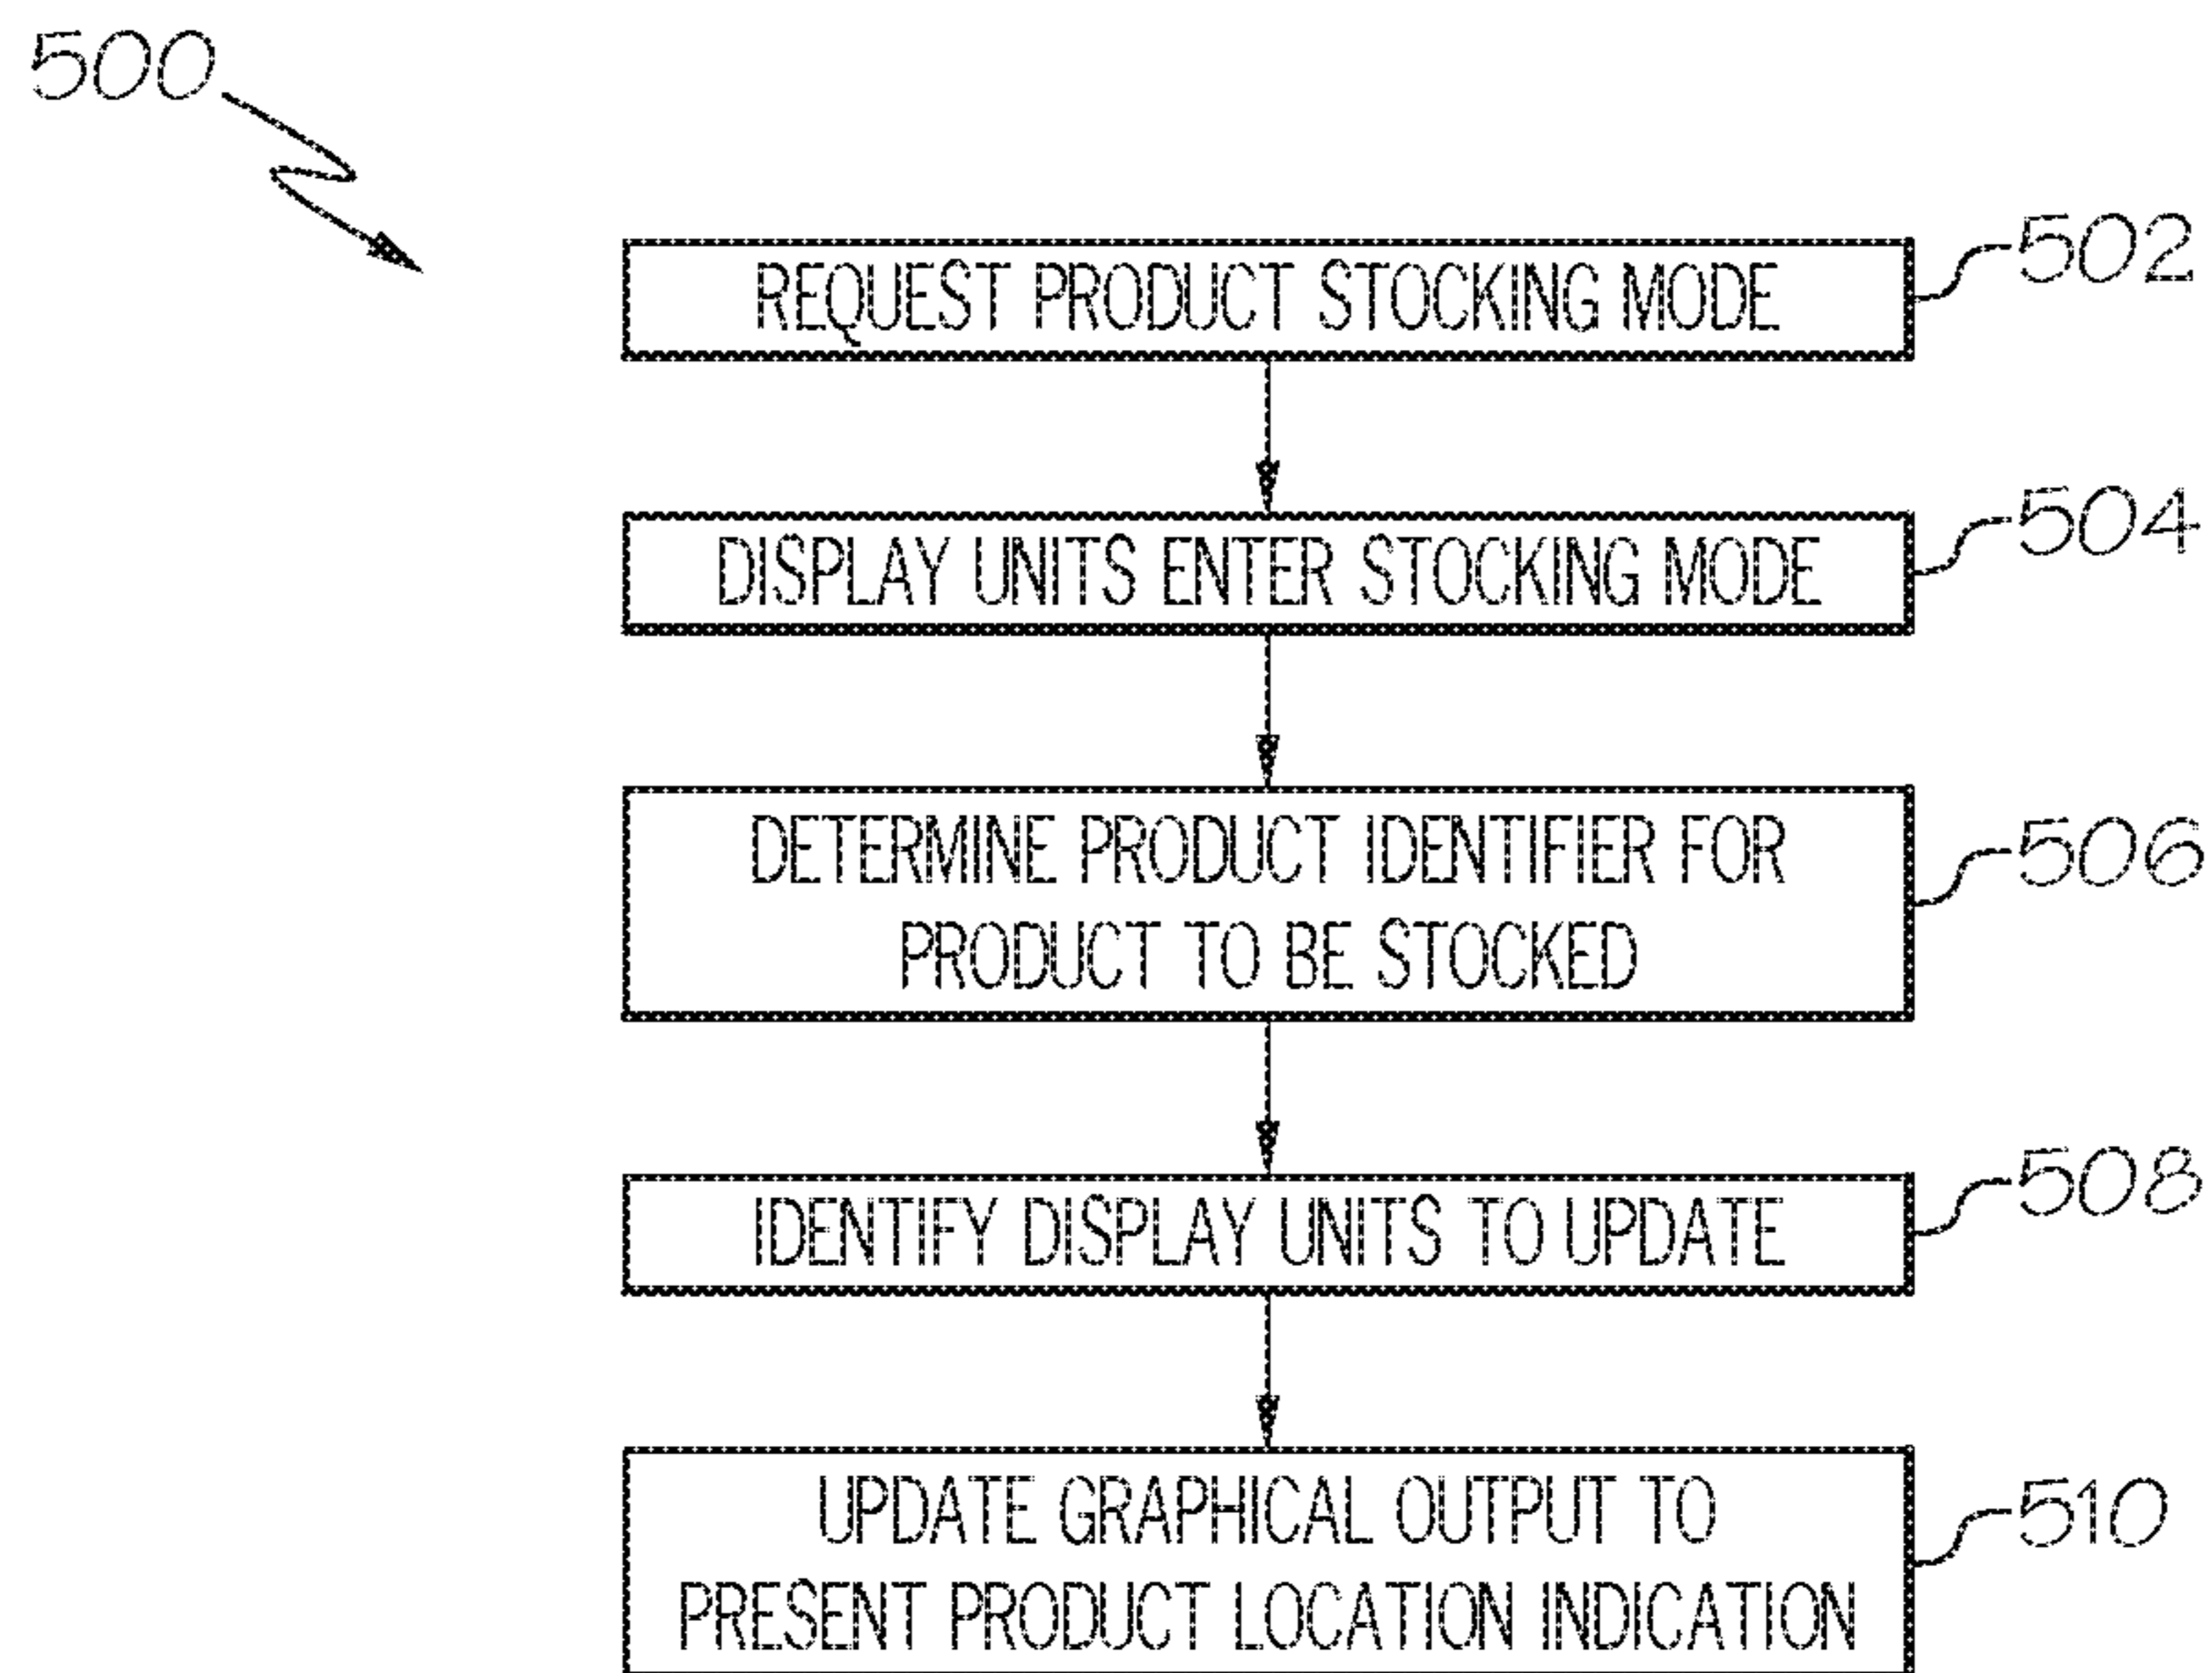 500
REQUEST PRODUCT STOCKING MODE
502
DISPLAY UNITS ENTER STOCKING MODE
504
DETERMINE PRODUCT IDENTIFIER FOR
PRODUCT TO BE STOCKED
506
IDENTIFY DISPLAY UNITS TO UPDATE
508
UPDATE GRAPHICAL OUTPUT TO
PRESENT PRODUCT LOCATION INDICATION
510